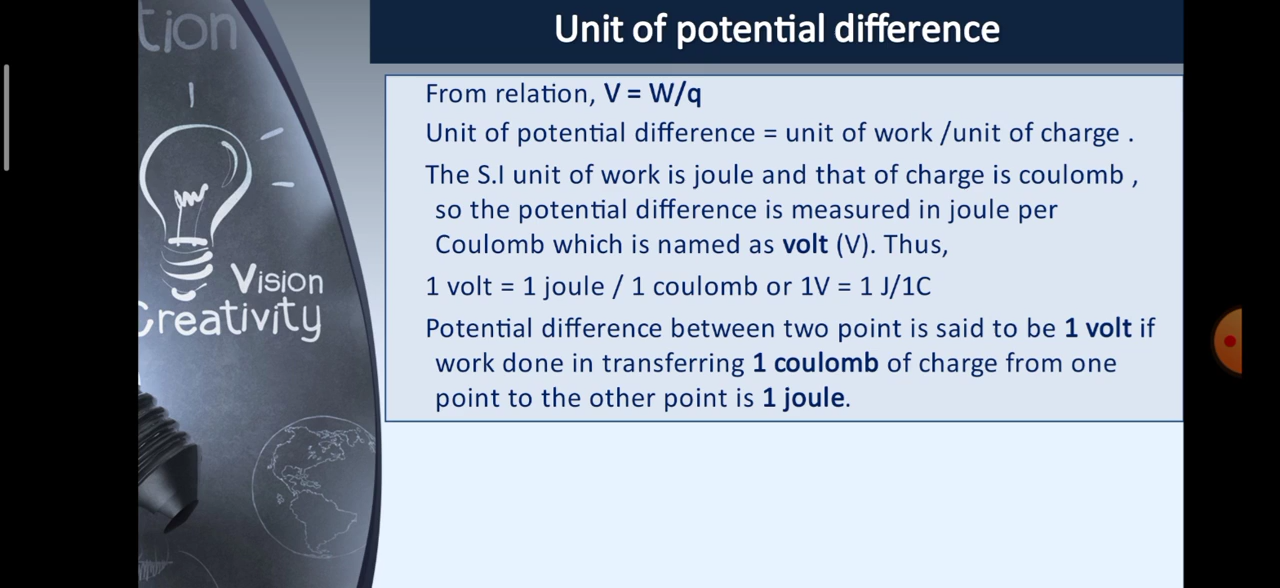 tion
Vision
Creativity
Unit of potential difference
From relation, V = W/q
Unit of potential difference = unit of work /unit of charge .
The S.I unit of work is joule and that of charge is coulomb ,
so the potential difference is measured in joule per
Coulomb which is named as volt (V). Thus,
1 volt = 1 joule / 1 coulomb or 1V = 1 J/1C
Potential difference between two point is said to be 1 volt if
work done in transferring 1 coulomb of charge from one
point to the other point is 1 joule.